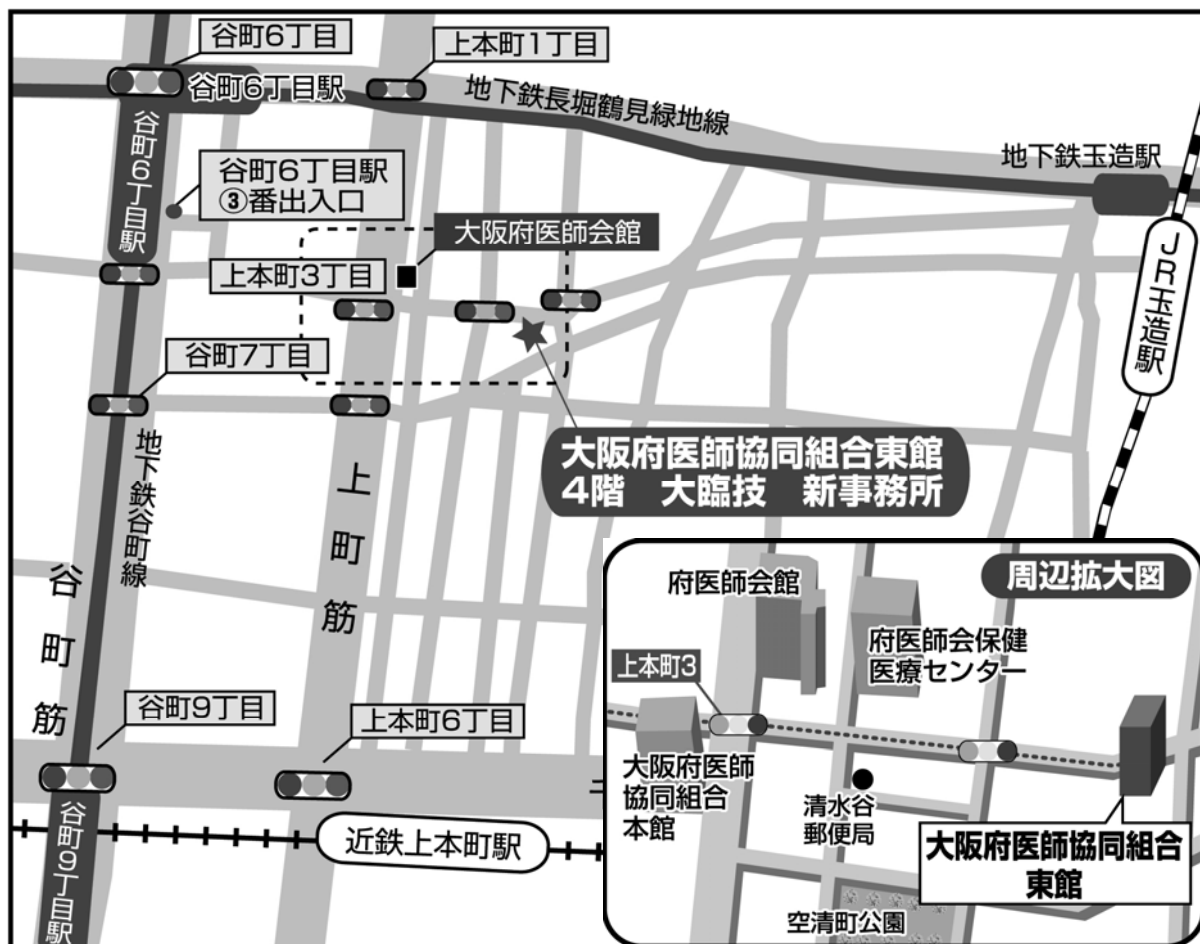 谷町6丁目
上本町1丁目
谷町6丁目駅
地下鉄長堀鶴見緑地線
谷町6丁目駅
地下鉄玉造駅
谷町6丁目駅
③番出入口
大阪府医師会館
上本町3丁目
JR玉造駅
谷町7丁目
地下鉄谷町線
上町筋
大阪府医師協同組合東館
4階 大臨技 新事務所
谷町筋
谷町9丁目
上本町6丁目
谷町9丁目駅
近鉄上本町駅
周辺拡大図
府医師会館
府医師会保健
医療センター
上本町3
大阪府医師
協同組合
本館
清水谷
郵便局
大阪府医師協同組合
東館
空清町公園